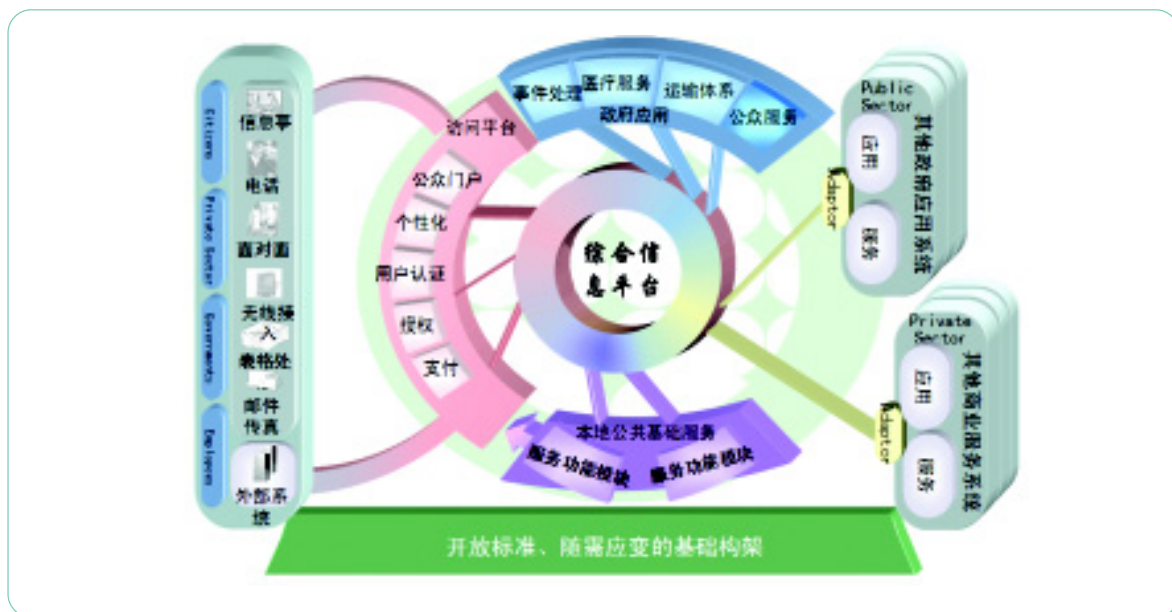 Citizens
Private Sector
Governments
Employees
信息亭
电话
面对面
无线接
入
表格处
邮件
传真
外部系
统
访问平台
公众门户
个性化
用户认证
授权
支付
事件处理
医疗服务
运输体系
公众服务
政府应用
综合信
息平台
本地公共基础服务
服务功能模块
服务功能模块
Adaptor
Public
Sector
应用
服务
其他政府应用系统
Adaptor
Private
Sector
应用
服务
其他商业服务系统
开放标准、随需应变的基础构架